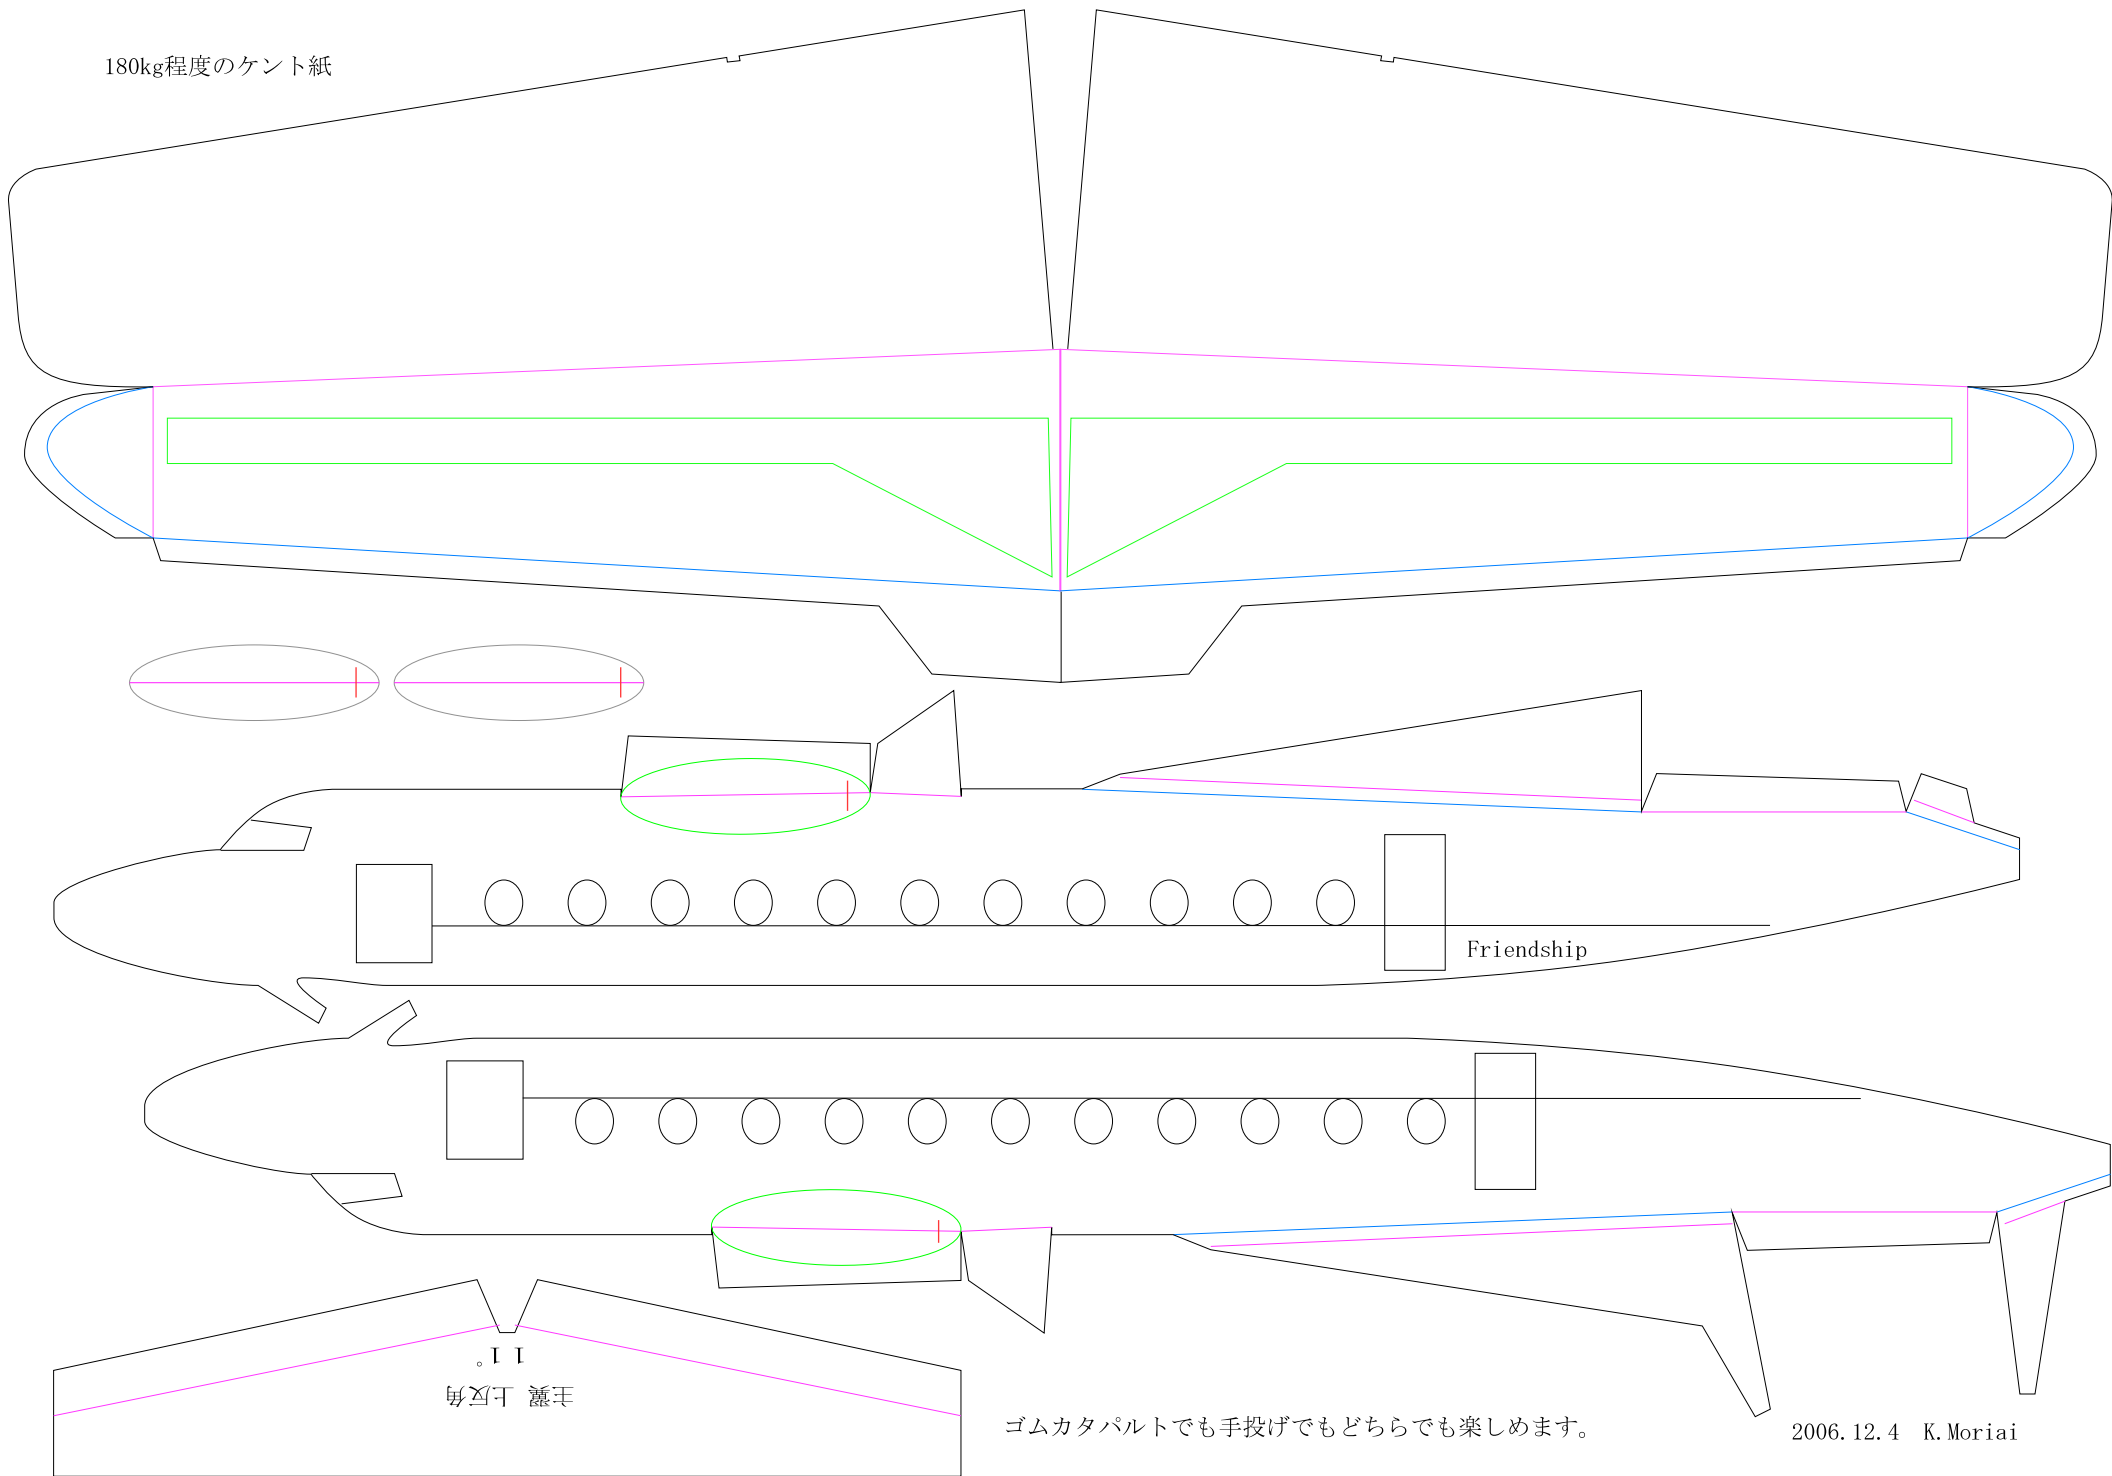 180kg程度のケント紙
Friendship
主翼 上反角
11°
ゴムカタパルトでも手投げでもどちらでも楽しめます。
2006.12.4 K.Moriai